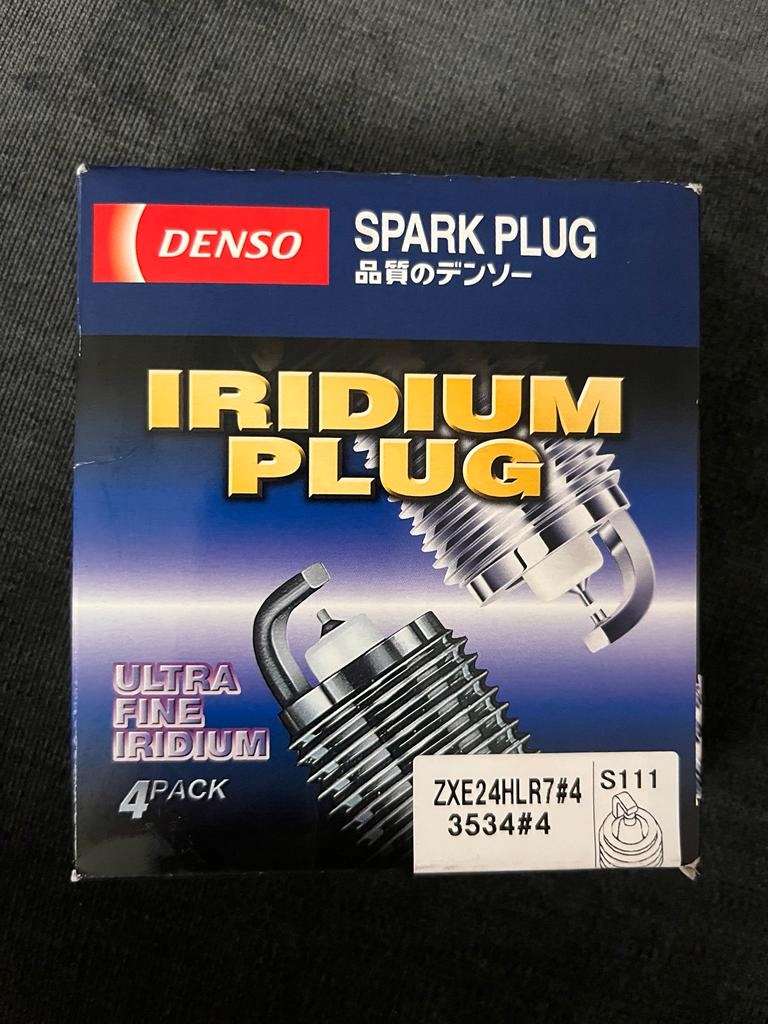 DENSO
SPARK PLUG
品質のデンソー
IRIDIUM
PLUG
ULTRA
FINE
IRIDIUM
4PACK
ZXE24HLR7#4
3534#4
S111